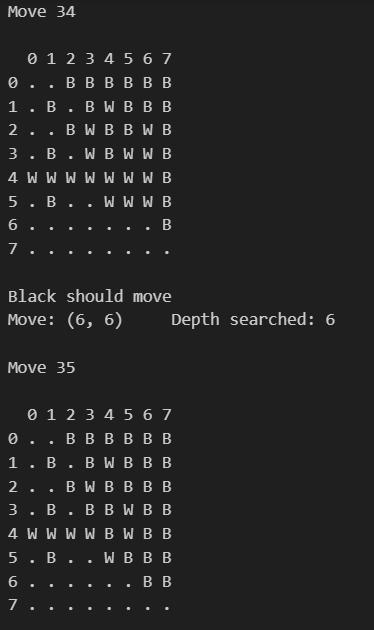 Move 34
  0 1 2 3 4 5 6 7
0 . . B B B B B B
1 . B . B W B B B
2 . . B W B B W B
3 . B . W B W W B
4 W W W W W W W B
5 . B . . W W W B
6 . . . . . . . B
7 . . . . . . . .
Black should move
Move: (6, 6)     Depth searched: 6
Move 35
  0 1 2 3 4 5 6 7
0 . . B B B B B B
1 . B . B W B B B
2 . . B W B B B B
3 . B . B B W B B
4 W W W W B W B B
5 . B . . W B B B
6 . . . . . . B B
7 . . . . . . . .